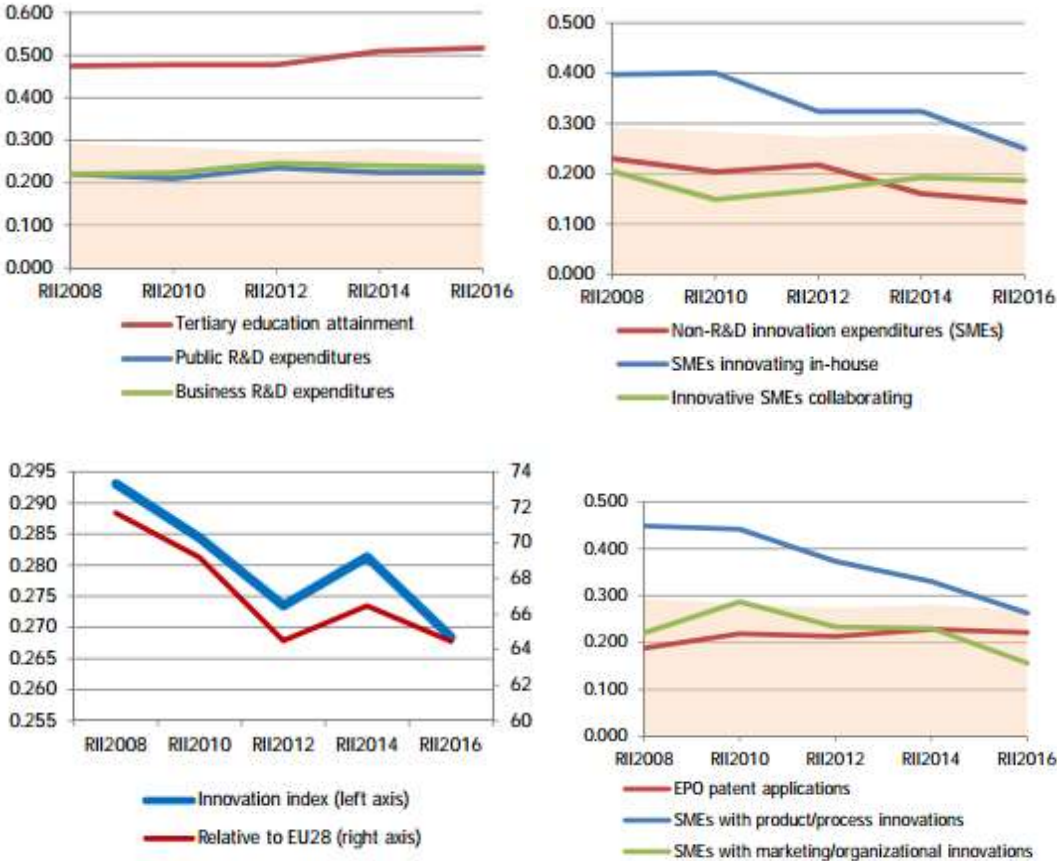 0.600
0.500
0.400
0.300
0.200
0.100
0.000
RII2008 RII2010 RII2012 RII2014 RII2016
Tertiary education attainment
Public R&D expenditures
Business R&D expenditures
0.500
0.400
0.300
0.200
0.100
0.000
RII2008 RII2010 RII2012 RII2014 RII2016
Non-R&D innovation expenditures (SMEs)
SMEs innovating in-house
Innovative SMEs collaborating
0.295
0.290
0.285
0.280
0.275
0.270
0.265
0.260
0.255
74
72
70
68
66
64
62
60
RII2008 RII2010 RII2012 RII2014 RII2016
Innovation index (left axis)
Relative to EU28 (right axis)
0.500
0.400
0.300
0.200
0.100
0.000
RII2008 RII2010 RII2012 RII2014 RII2016
EPO patent applications
SMEs with product/process innovations
SMEs with marketing/organizational innovations